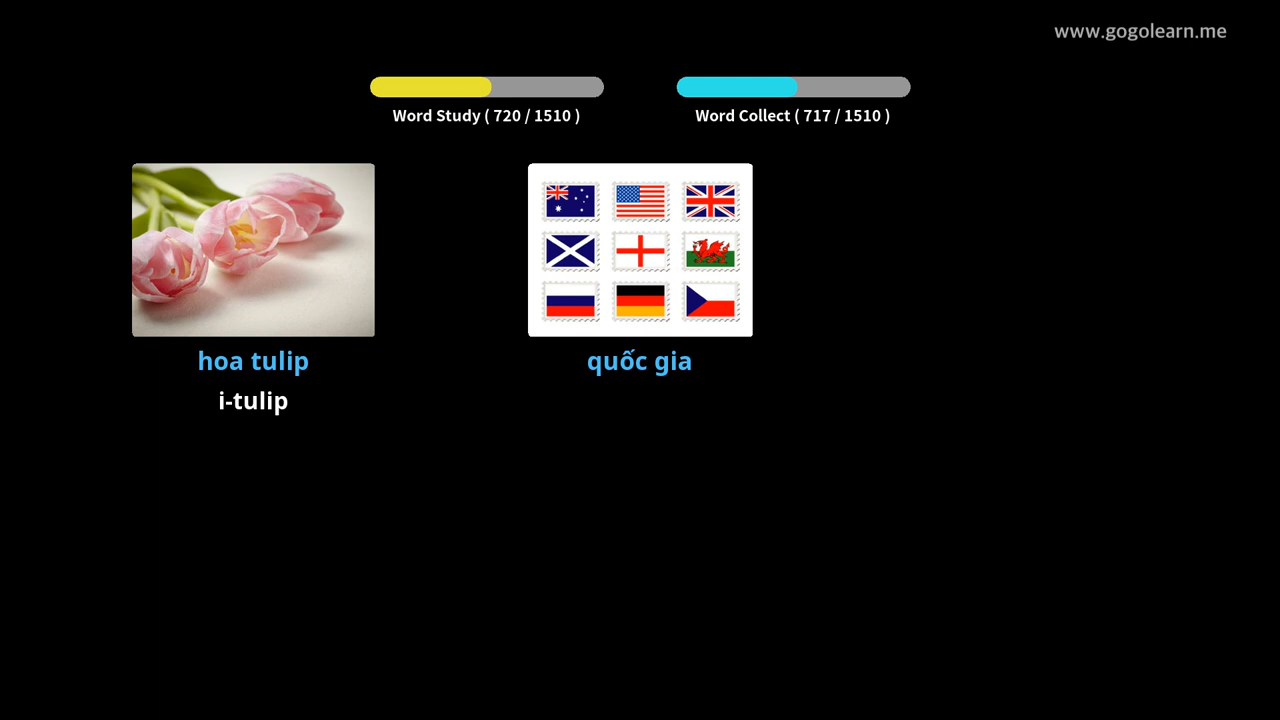 www.gogolearn.me
Word Study ( 720 / 1510 )
Word Collect ( 717 / 1510 )
hoa tulip
i-tulip
quốc gia